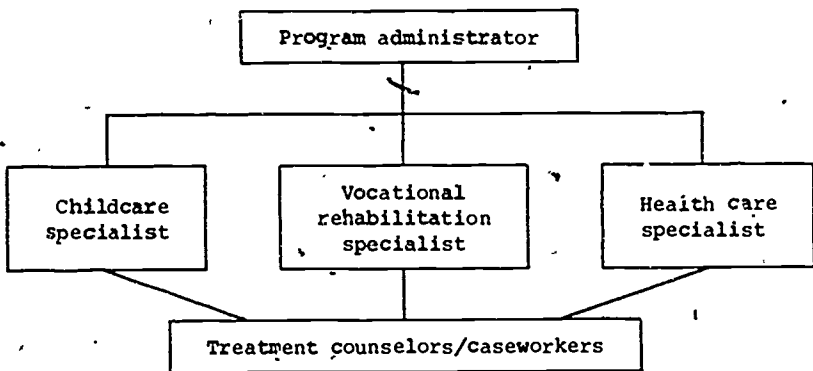 Program administrator
Childcare
specialist
Vocational
rehabilitation
specialist
Health care
specialist
Treatment counselors/caseworkers